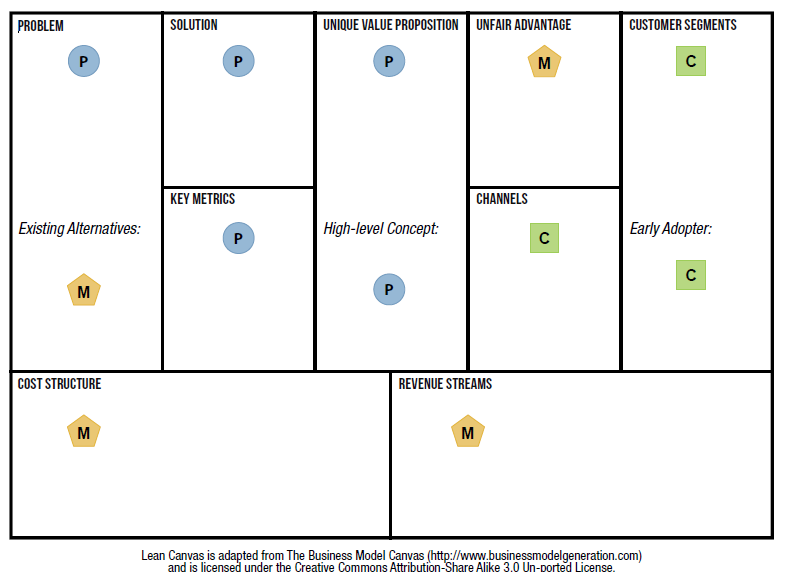 PROBLEM
P
Existing Alternatives:
M
SOLUTION
P
KEY METRICS
P
UNIQUE VALUE PROPOSITION
P
High-level Concept:
P
UNFAIR ADVANTAGE
M
CHANNELS
C
CUSTOMER SEGMENTS
C
Early Adopter:
C
COST STRUCTURE
M
REVENUE STREAMS
M
Lean Canvas is adapted from The Business Model Canvas (http://www.businessmodelgeneration.com)
and is licensed under the Creative Commons Attribution-Share Alike 3.0 Un-ported License.